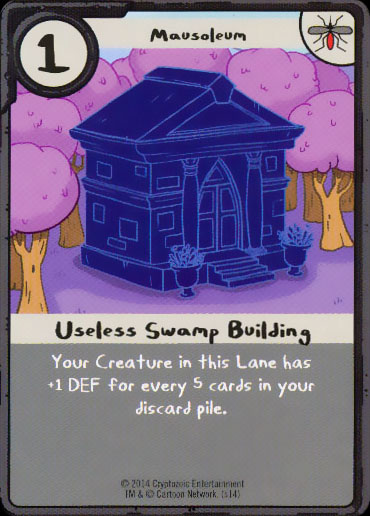 1
Mausoleum
Useless Swamp Building
Your Creature in this Lane has
+1 DEF for every 5 cards in your
discard pile.
© 2014 Cryptozoic Entertainment
TM & © Cartoon Network. (s14)